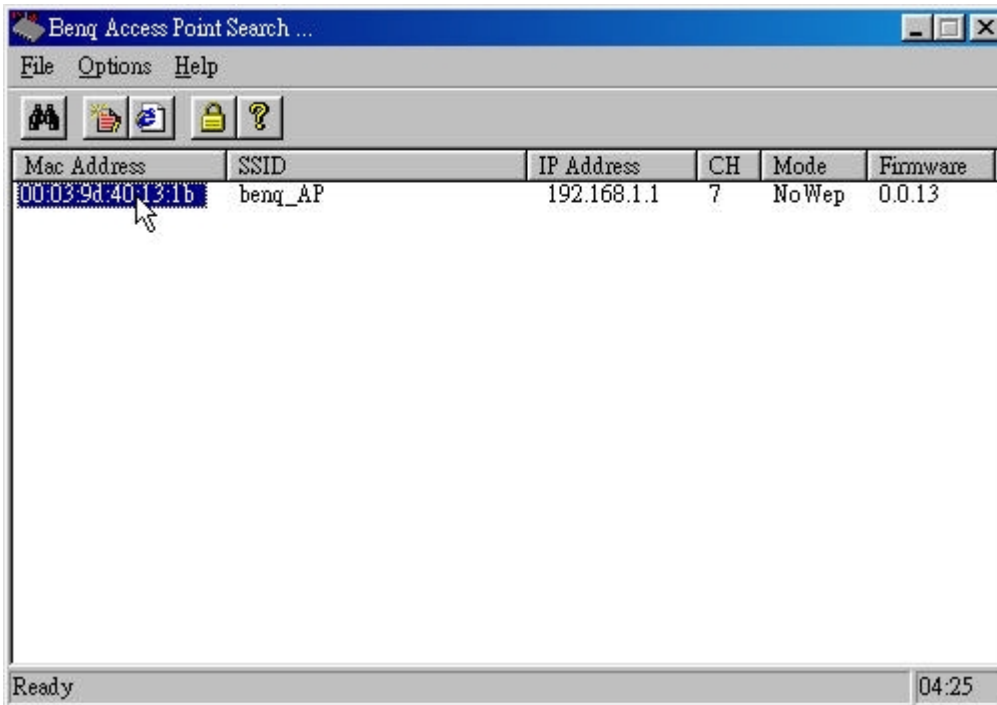 Benq Access Point Search ...
File Options Help
Mac Address SSID IP Address CH Mode Firmware
00:03:9d:40:13:1b benq_AP 192.168.1.1 7 NoWep 0.0.13
Ready 04:25